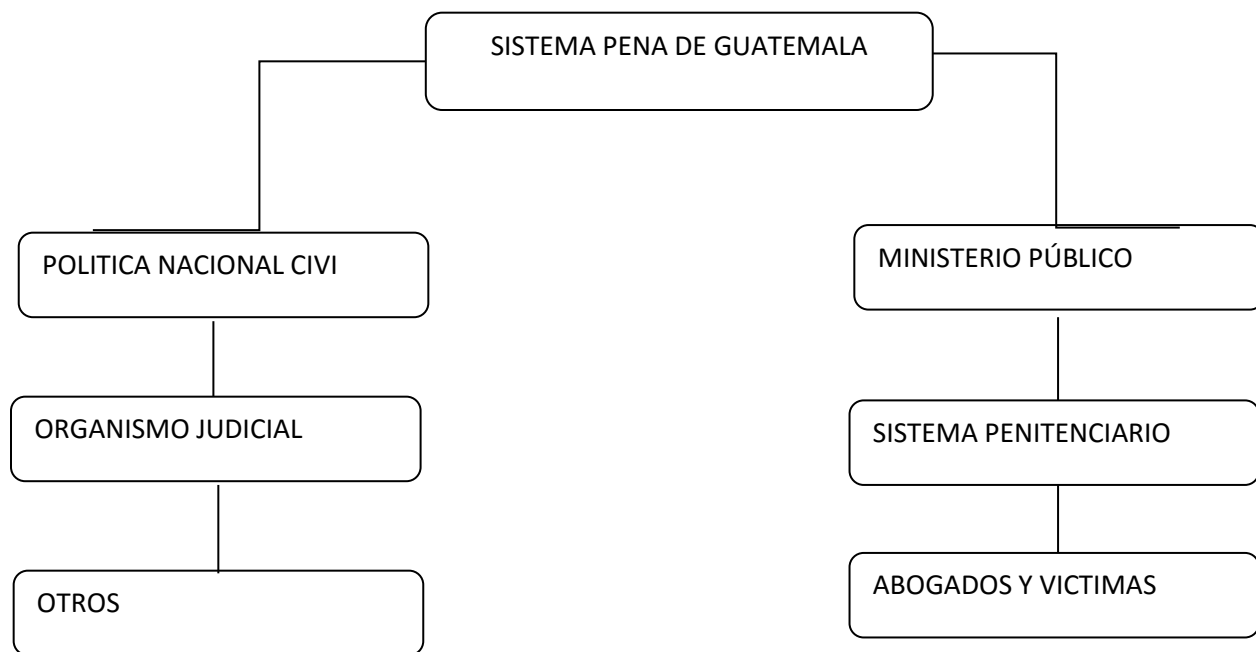 SISTEMA PENA DE GUATEMALA
POLITICA NACIONAL CIVI
MINISTERIO PÚBLICO
ORGANISMO JUDICIAL
SISTEMA PENITENCIARIO
OTROS
ABOGADOS Y VICTIMAS